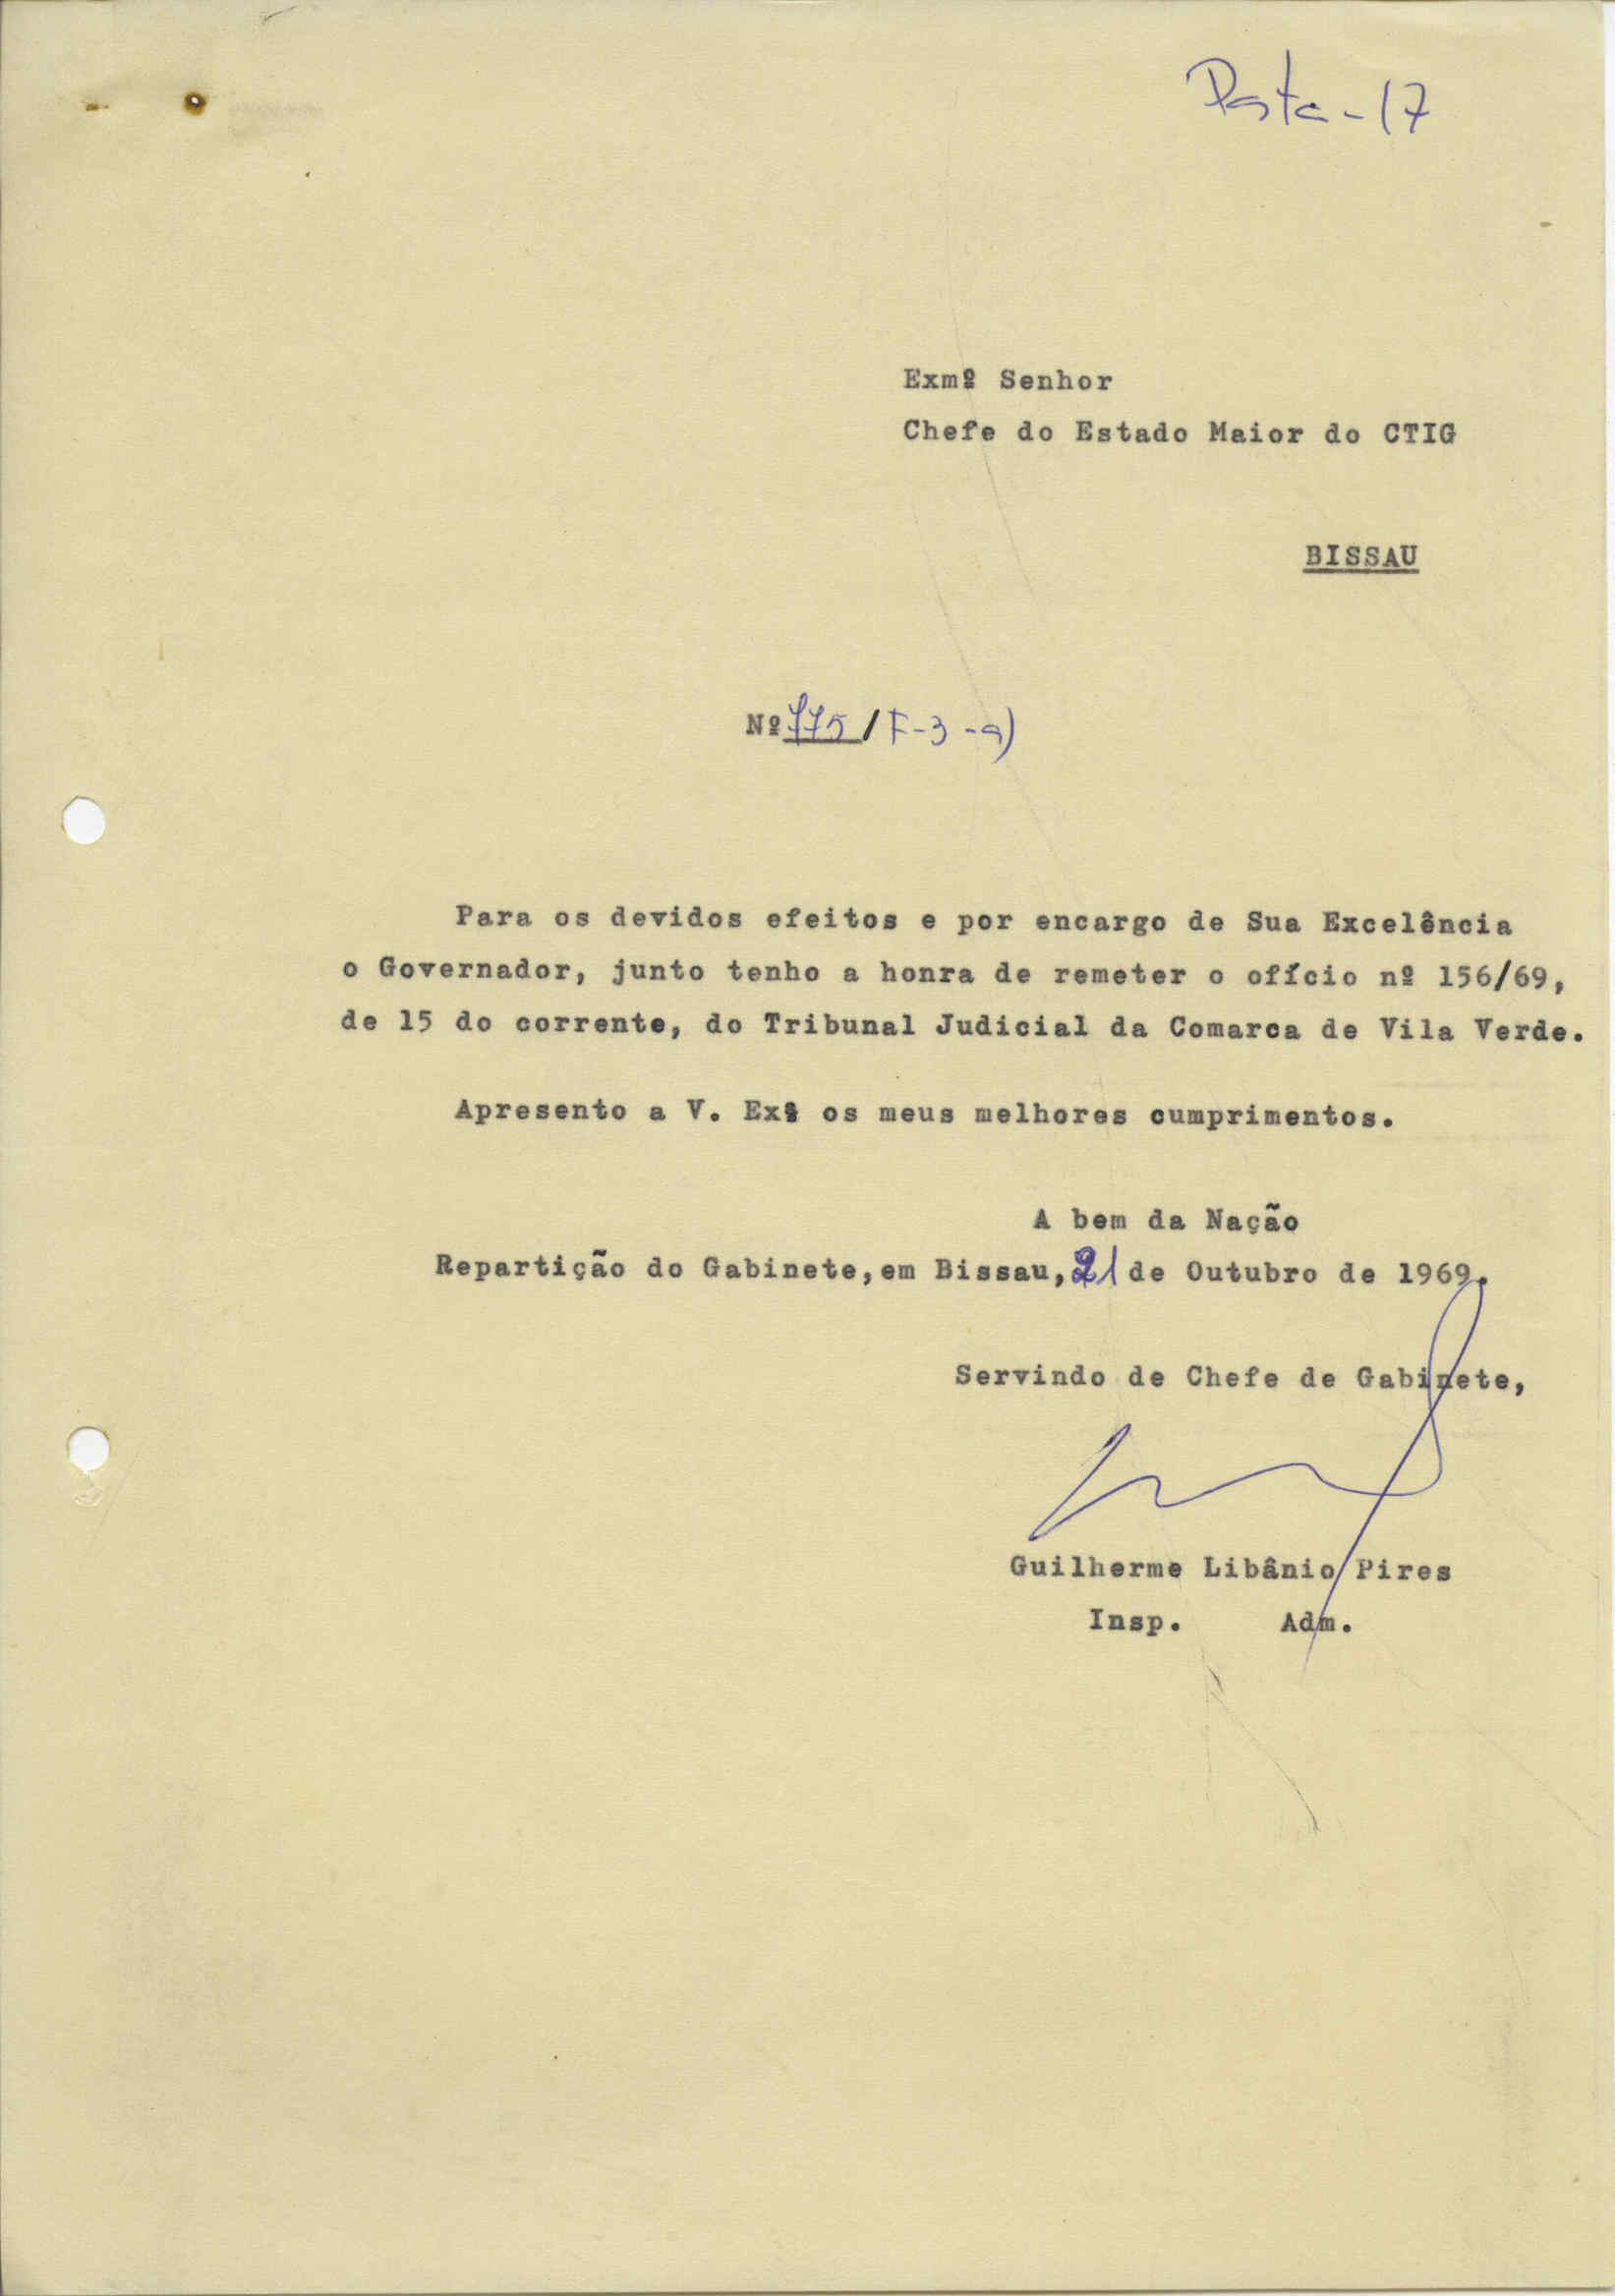 Pasta-17
Exmº Senhor
Chefe do Estado Maior do CTIG
BISSAU
Nº 775/F-3-a)
Para os devidos efeitos e por encargo de Sua Excelência
o Governador, junto tenho a honra de remeter o ofício nº 156/69,
de 15 do corrente, do Tribunal Judicial da Comarca de Vila Verde.
Apresento a V. Exª os meus melhores cumprimentos.
A bem da Nação
Repartição do Gabinete,em Bissau,21 de Outubro de 1969.
Servindo de Chefe de Gabinete,
Guilherme Libânio Pires
Insp. Adm.